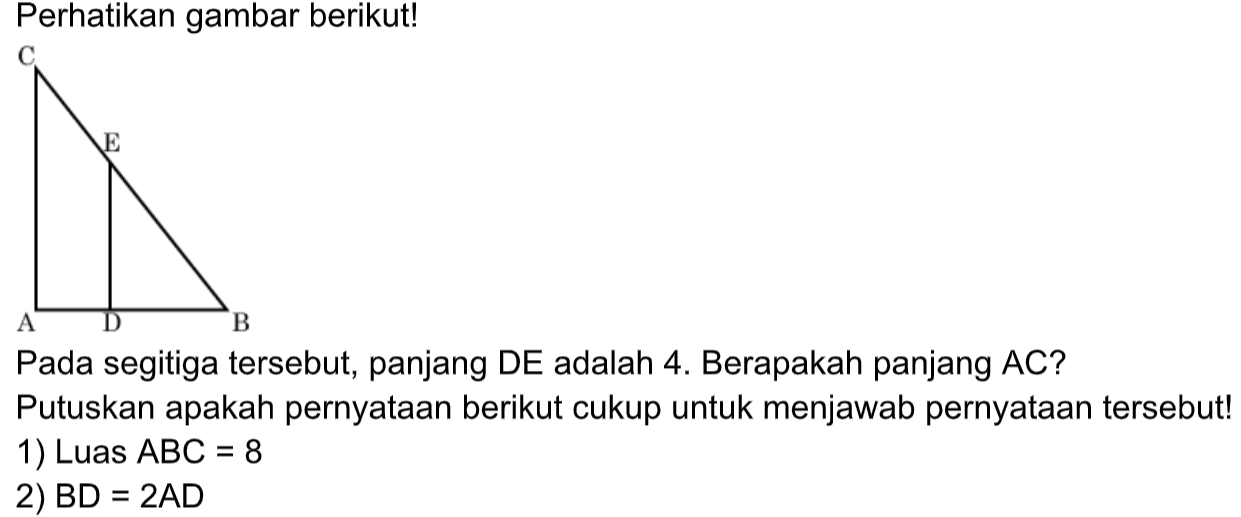 Perhatikan gambar berikut!
C
E
A D B
Pada segitiga tersebut, panjang DE adalah 4. Berapakah panjang AC?
Putuskan apakah pernyataan berikut cukup untuk menjawab pernyataan tersebut!
1) Luas ABC = 8
2) BD = 2AD